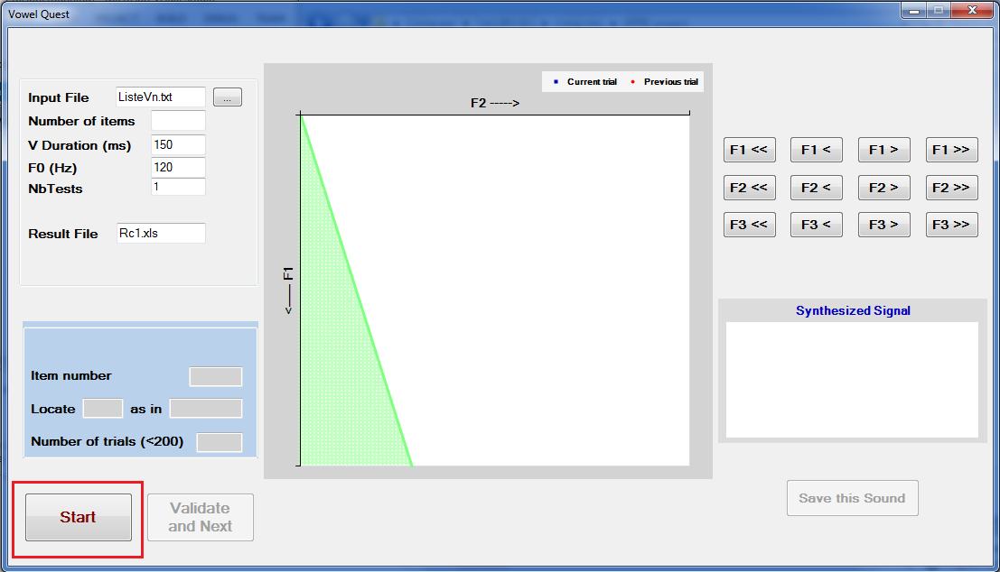 Vowel Quest
Input File ListeVn.txt ...
Number of items
V Duration (ms) 150
F0 (Hz) 120
NbTests 1
Result File Rc1.xls
Item number
Locate as in
Number of trials (<200)
Start
Validate
and Next
Current trial Previous trial
F2 ----->
<—— F1
F1 << F1 < F1 > F1 >>
F2 << F2 < F2 > F2 >>
F3 << F3 < F3 > F3 >>
Synthesized Signal
Save this Sound